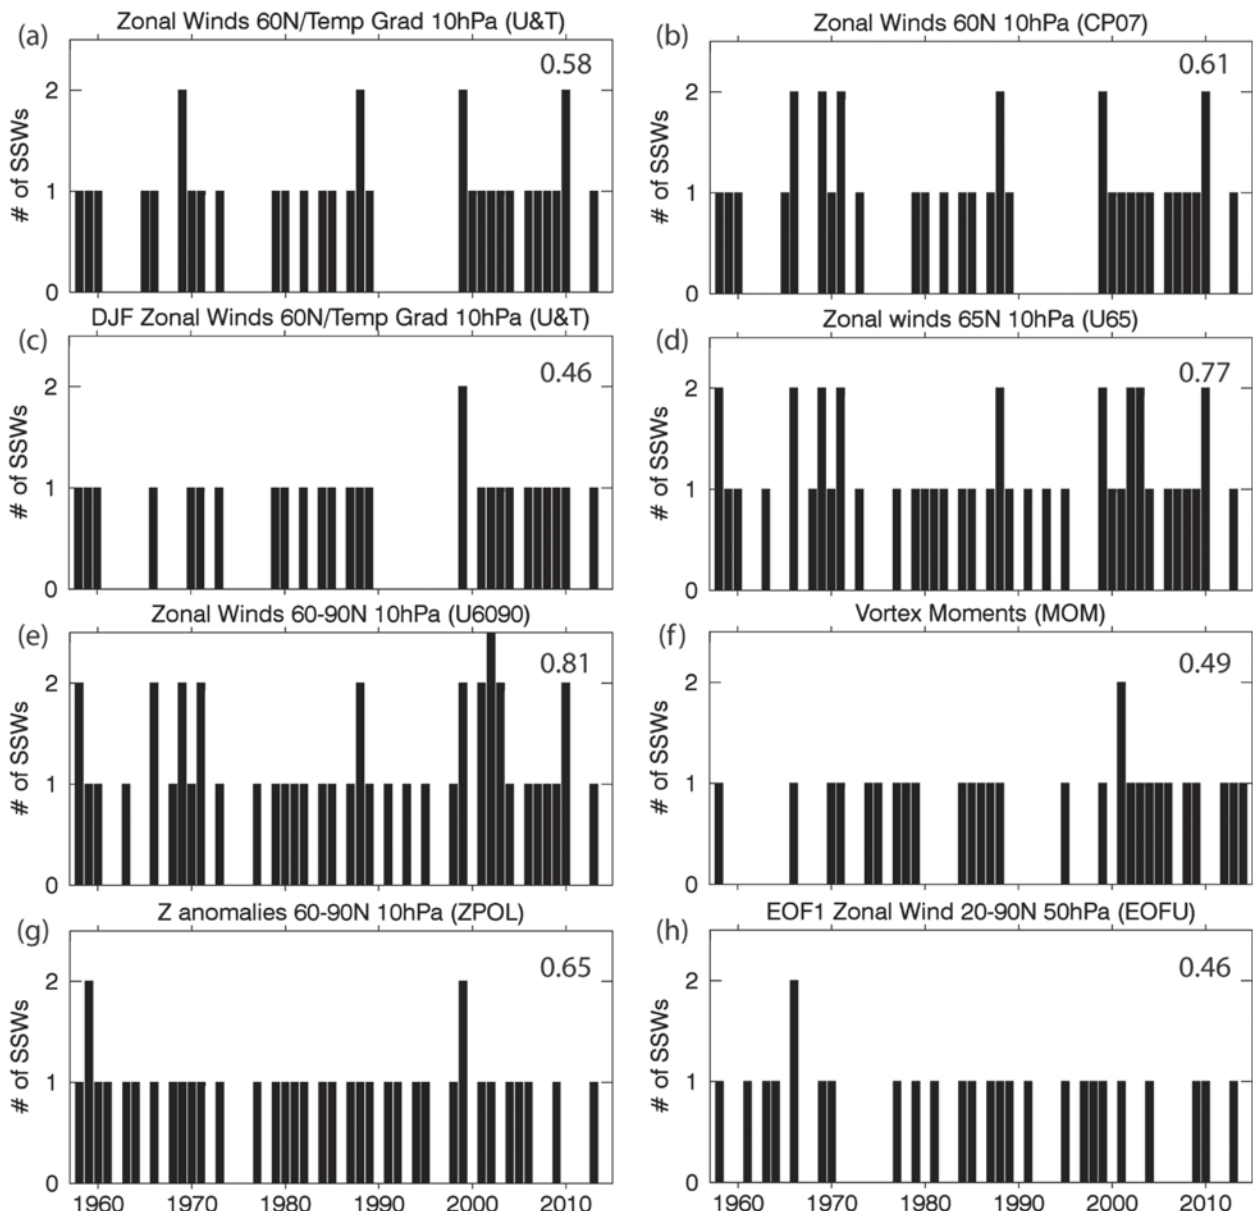 (a) Zonal Winds 60N/Temp Grad 10hPa (U&T)
0.58
# of SSWs
2
1
0
(b) Zonal Winds 60N 10hPa (CP07)
0.61
# of SSWs
2
1
0
(c) DJF Zonal Winds 60N/Temp Grad 10hPa (U&T)
0.46
# of SSWs
2
1
0
(d) Zonal winds 65N 10hPa (U65)
0.77
# of SSWs
2
1
0
(e) Zonal Winds 60-90N 10hPa (U6090)
0.81
# of SSWs
2
1
0
(f) Vortex Moments (MOM)
0.49
# of SSWs
2
1
0
(g) Z anomalies 60-90N 10hPa (ZPOL)
0.65
# of SSWs
2
1
0
1960 1970 1980 1990 2000 2010
(h) EOF1 Zonal Wind 20-90N 50hPa (EOFU)
0.46
# of SSWs
2
1
0
1960 1970 1980 1990 2000 2010